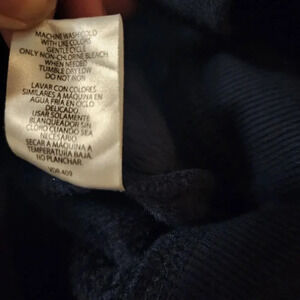 MACHINE WASH COLD
WITH LIKE COLORS
GENTLE CYCLE
ONLY NON-CHLORINE BLEACH
WHEN NEEDED
TUMBLE DRY LOW
DO NOT IRON
LAVAR CON COLORES
SIMILARES A MAQUINA EN
AGUA FRIA EN CICLO
DELICADO
USAR SOLAMENTE
BLANQUEADOR SIN
CLORO CUANDO SEA
NECESARIO
SECAR A MAQUINA A
TEMPERATURA BAJA
NO PLANCHAR.